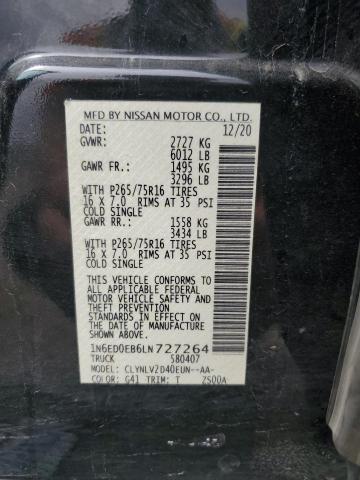 MFD BY NISSAN MOTOR CO., LTD.
DATE: 12/20
GVWR: 2727 KG
6012 LB
GAWR FR.: 1495 KG
3296 LB
WITH P265/75R16 TIRES
16 X 7.0 RIMS AT 35 PSI
COLD SINGLE
GAWR RR.: 1558 KG
3434 LB
WITH P265/75R16 TIRES
16 X 7.0 RIMS AT 35 PSI
COLD SINGLE
THIS VEHICLE CONFORMS TO
ALL APPLICABLE FEDERAL
MOTOR VEHICLE SAFETY
STANDARDS IN EFFECT ON
THE DATE OF MANUFACTURE
SHOWN ABOVE.
1N6ED0EB6LN727264
TRUCK 580407
MODEL: CLYNLV2D40EUN--AA-
COLOR: G41 TRIM: T 2S00A